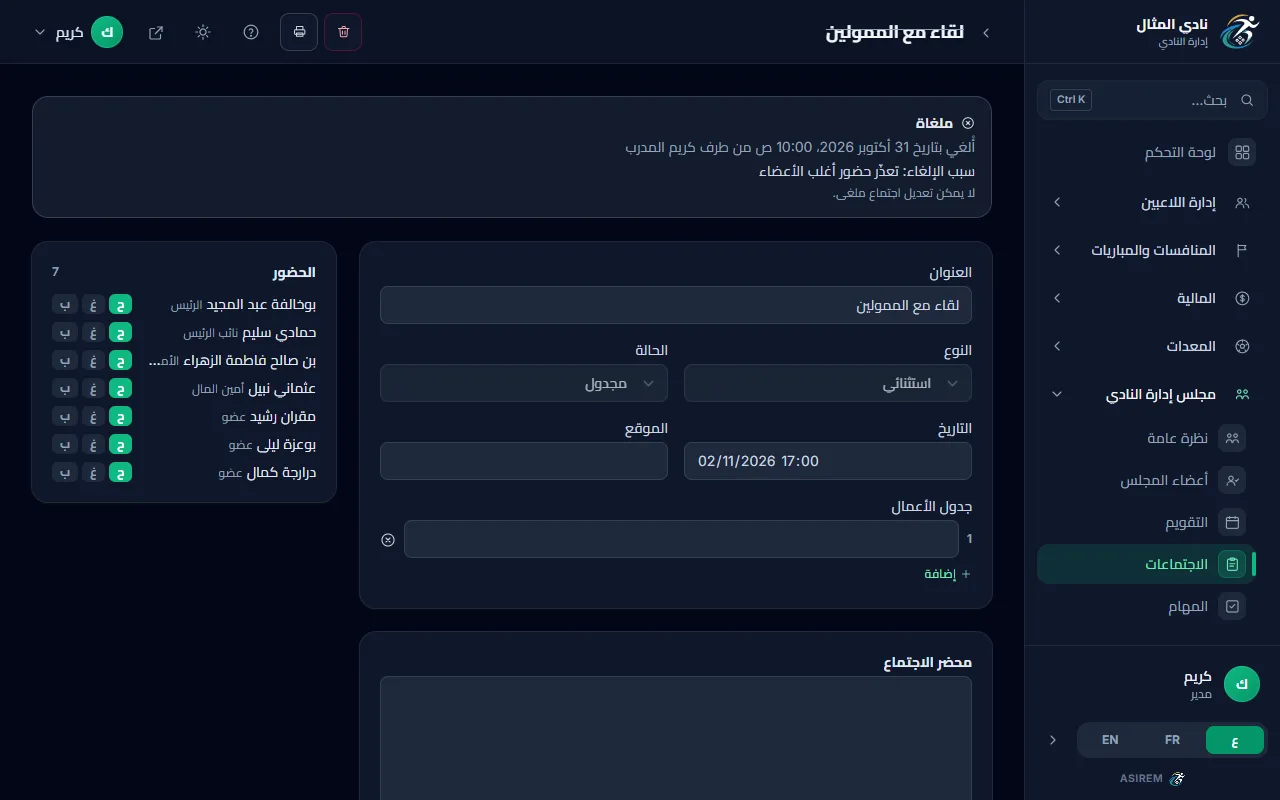 نادي المثال
إدارة النادي
بحث...
Ctrl K
لوحة التحكم
إدارة اللاعبين
المنافسات والمباريات
المالية
المعدات
مجلس إدارة النادي
نظرة عامة
أعضاء المجلس
التقويم
الاجتماعات
المهام
ك
كريم
مدير
ع
FR
EN
ASIREM
لقاء مع الممولين
ك
كريم
ملغاة
أُلغي بتاريخ 31 أكتوبر 2026، 10:00 ص من طرف كريم المدرب
سبب الإلغاء: تعذّر حضور أغلب الأعضاء
لا يمكن تعديل اجتماع ملغى.
العنوان
لقاء مع الممولين
النوع
الحالة
استثنائي
مجدول
التاريخ
الموقع
02/11/2026 17:00
جدول الأعمال
1
+ إضافة
محضر الاجتماع
الحضور
7
بوخالفة عبد المجيد الرئيس ح غ ب
حمادي سليم نائب الرئيس ح غ ب
بن صالح فاطمة الزهراء الأم... ح غ ب
عثماني نبيل أمين المال ح غ ب
مقران رشيد عضو ح غ ب
بوعزة ليلى عضو ح غ ب
درارجة كمال عضو ح غ ب